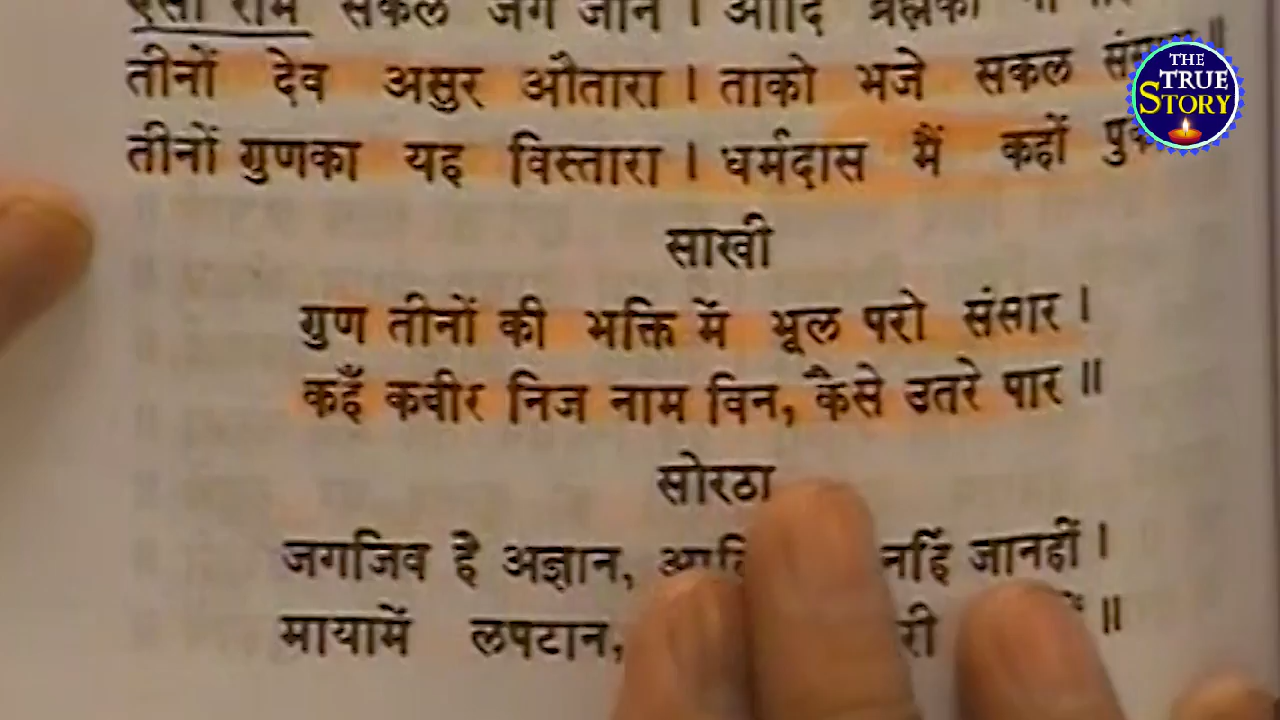 सकल जग
तीनों देव असुर औतारा । ताको भजे सकल
तीनों गुणका यह विस्तारा । धर्मदास मैं कहों
साखी
गुण तीनों की भक्ति में भूल परो संसार ।
कहँ कबीर निज नाम विन, कैसे उतरे पार ॥
सोरठा
जगजिव है अज्ञान, नहिं जानहीं ।
मायामें लपटान, ॥
THE
TRUE
STORY